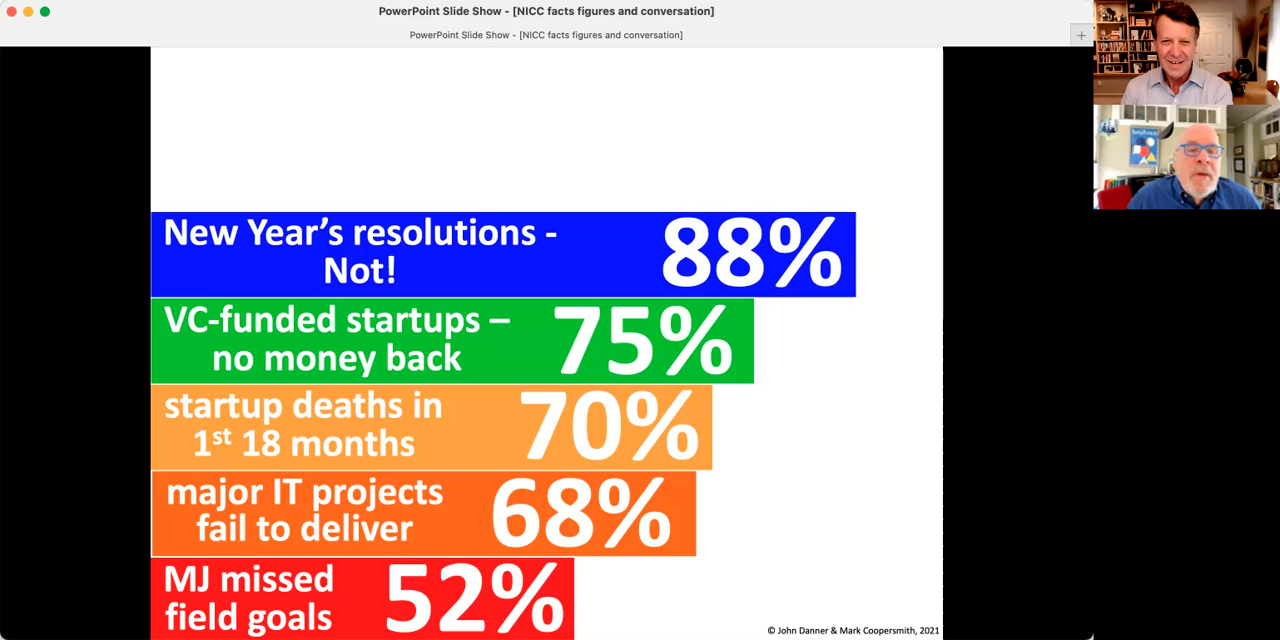 PowerPoint Slide Show - [NICC facts figures and conversation]
PowerPoint Slide Show - [NICC facts figures and conversation]
+
New Year’s resolutions -
Not!
88%
VC-funded startups –
no money back
75%
startup deaths in
1st 18 months
70%
major IT projects
fail to deliver
68%
MJ missed
field goals
52%
© John Danner & Mark Coopersmith, 2021